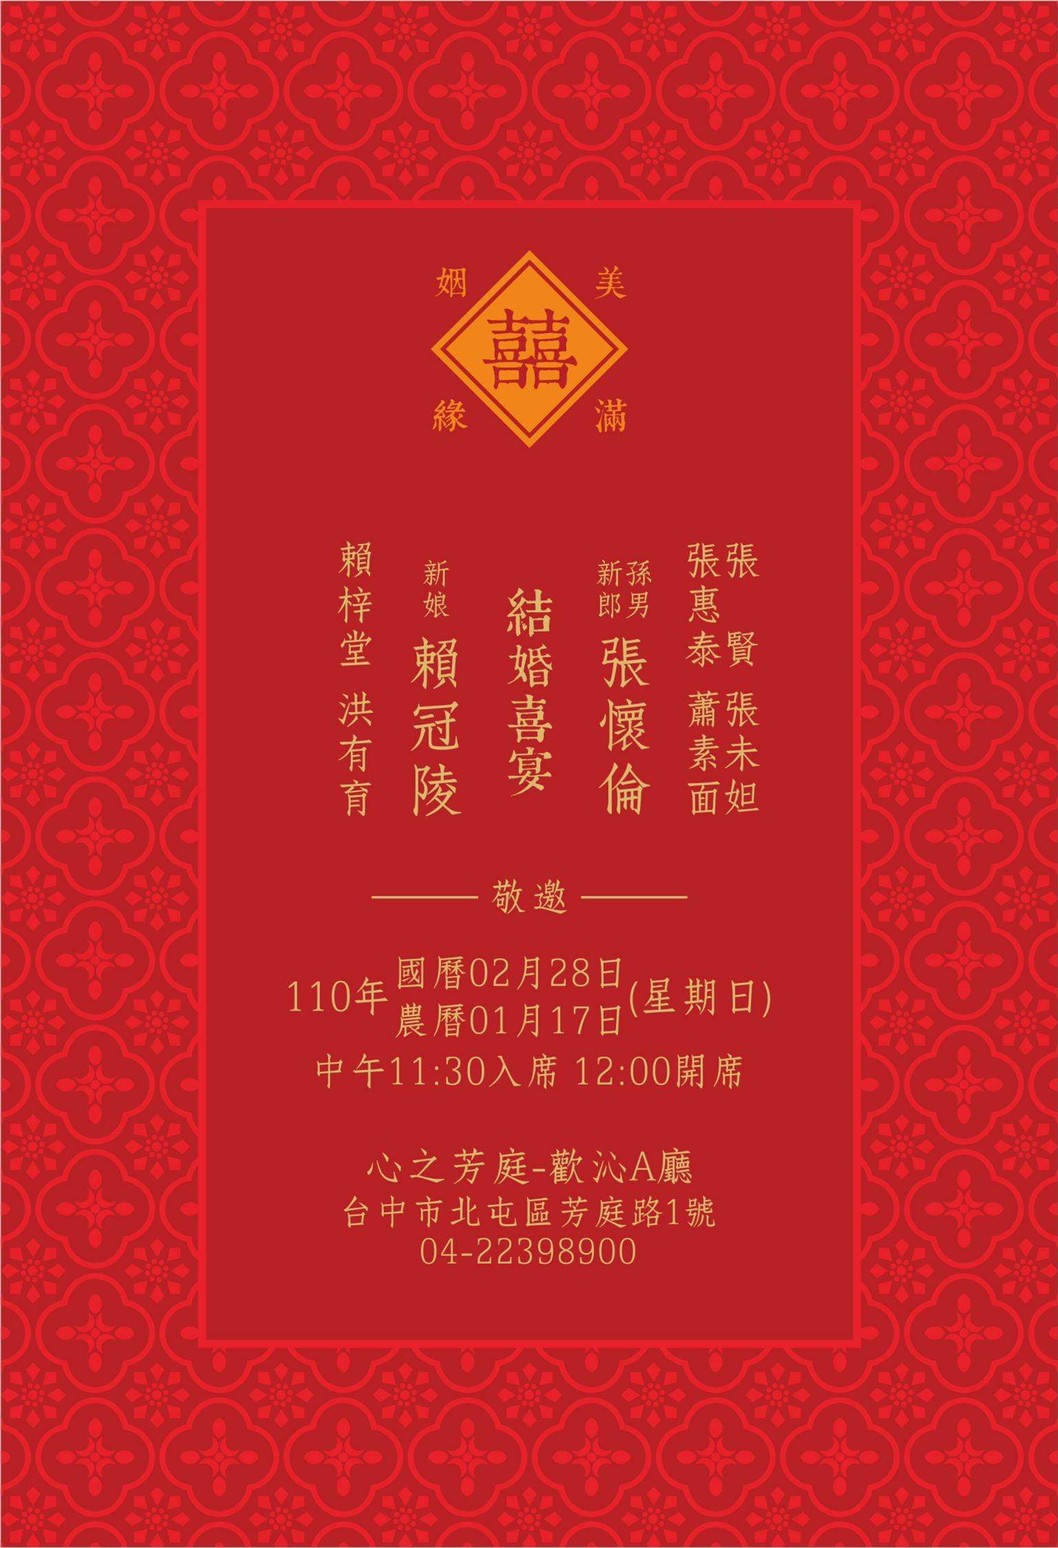 美滿
囍
姻緣
張　賢 張未妲
張惠泰 蕭素面
孫男
新郎
張懷倫
結婚喜宴
新娘
賴冠陵
賴梓堂 洪有育
敬邀
110年
國曆02月28日
農曆01月17日
(星期日)
中午11:30入席 12:00開席
心之芳庭-歡沁A廳
台中市北屯區芳庭路1號
04-22398900